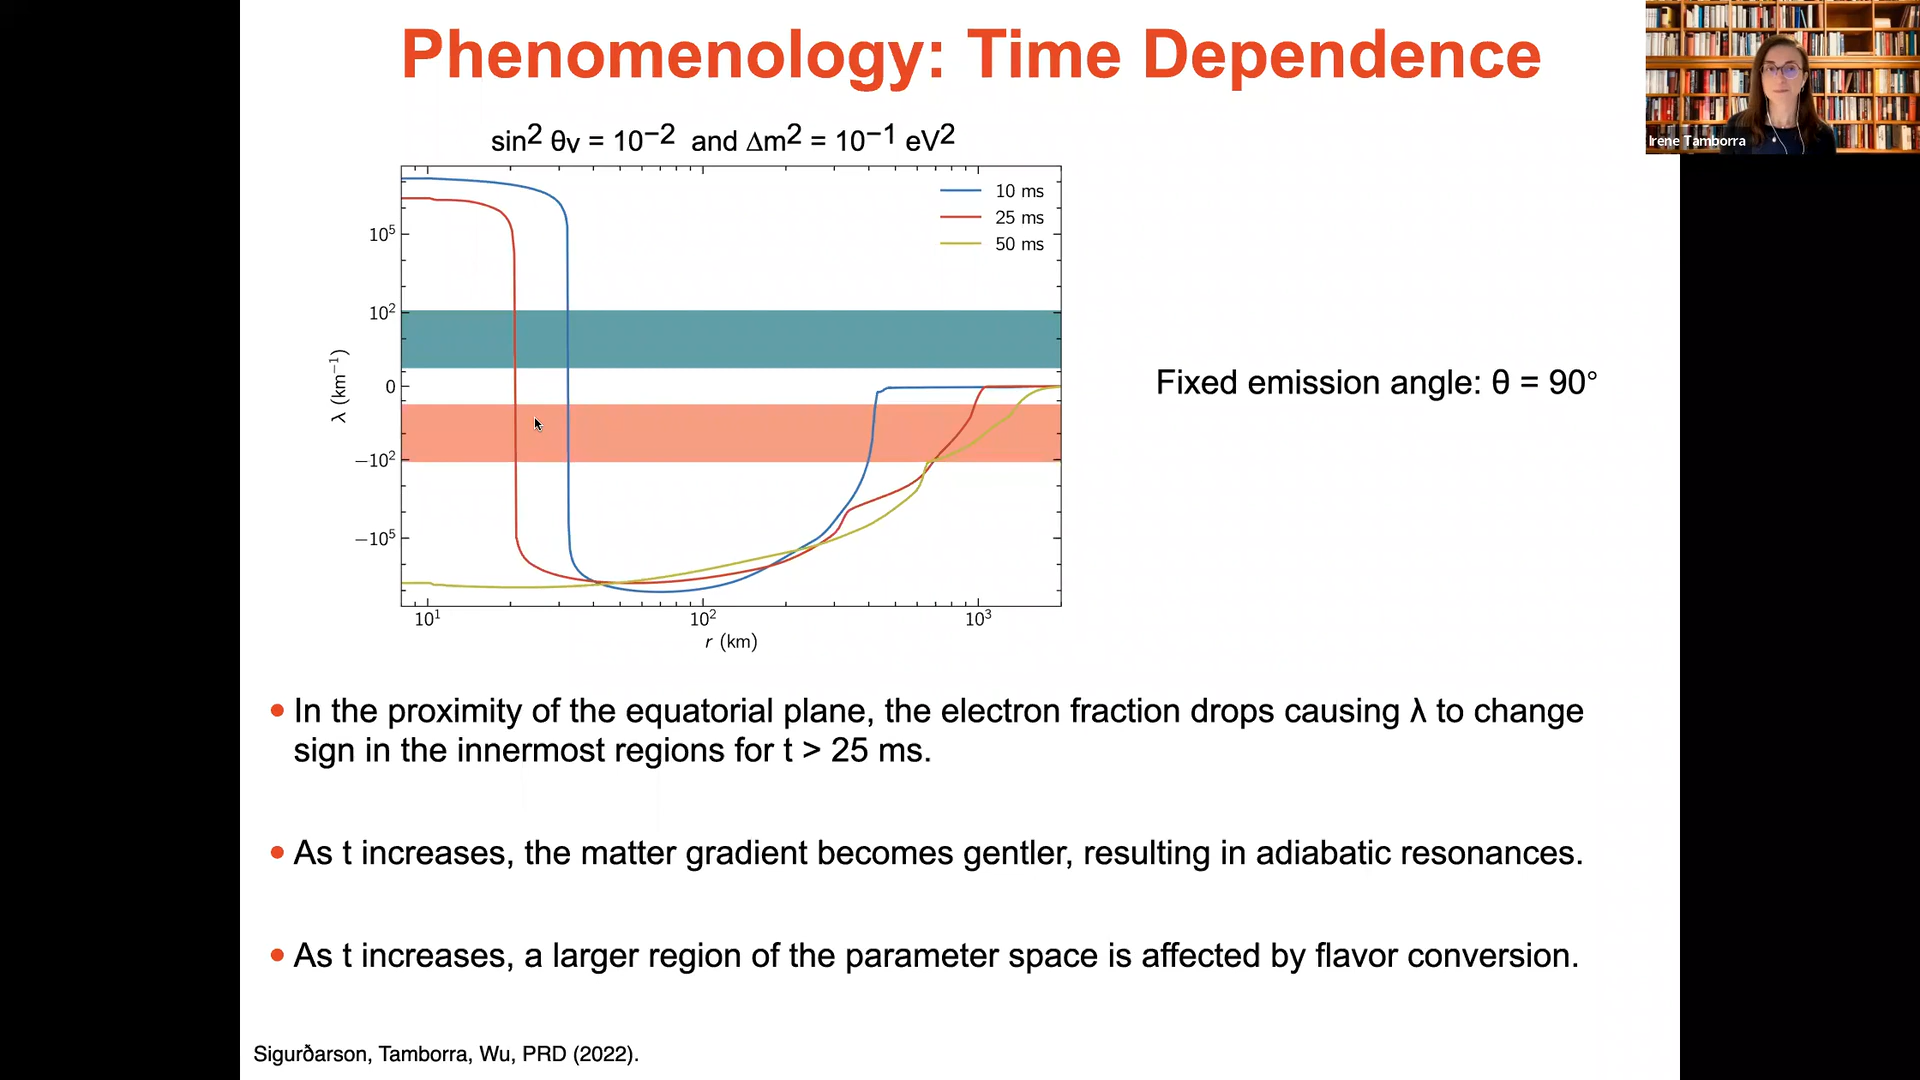 Phenomenology: Time Dependence
Irene Tamborra
sin² θᵥ = 10⁻² and Δm² = 10⁻¹ eV²
10 ms
25 ms
50 ms
10⁵
10²
0
−10²
−10⁵
λ (km⁻¹)
10¹ 10² 10³
r (km)
Fixed emission angle: θ = 90°
• In the proximity of the equatorial plane, the electron fraction drops causing λ to change
sign in the innermost regions for t > 25 ms.
• As t increases, the matter gradient becomes gentler, resulting in adiabatic resonances.
• As t increases, a larger region of the parameter space is affected by flavor conversion.
Sigurðarson, Tamborra, Wu, PRD (2022).